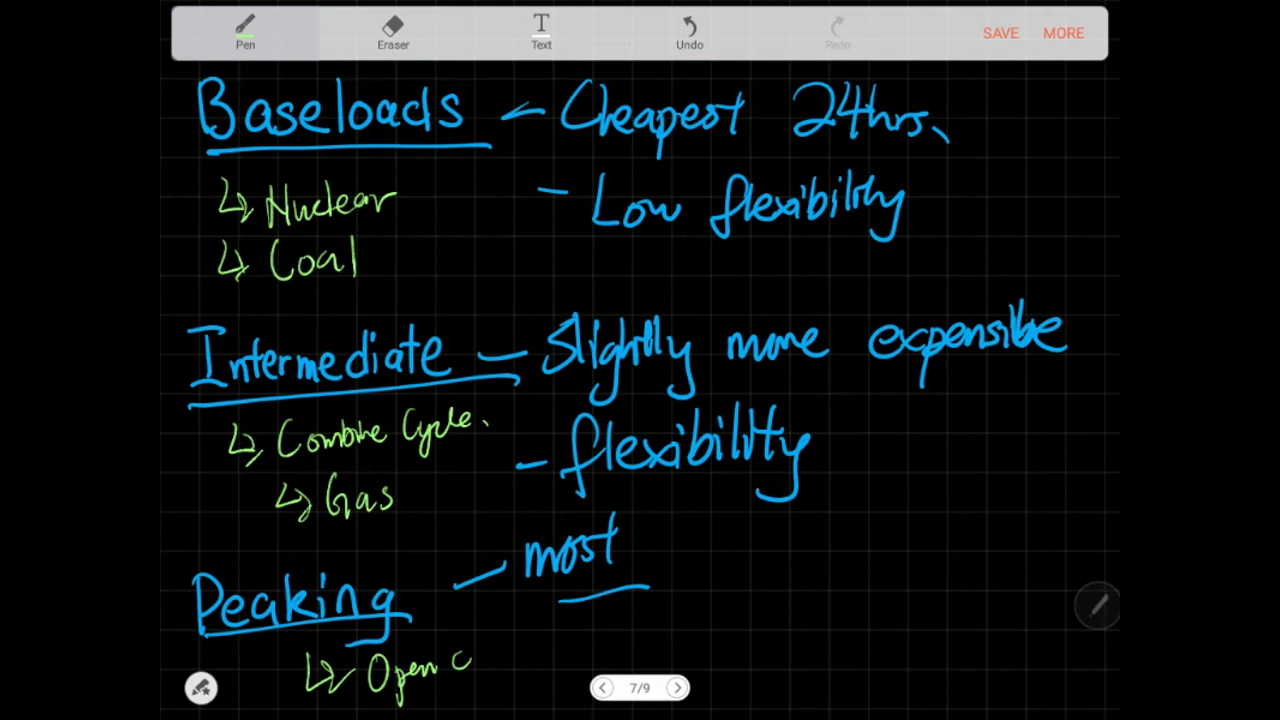 Pen Eraser Text Undo Redo SAVE MORE
Baseloads - Cheapest 24hrs.
- Low flexibility
↳ Nuclear
↳ Coal
Intermediate - Slightly more expensible
- flexibility
↳ Combine Cycle.
↳ Gas
Peaking - most
↳ Open c
7/9